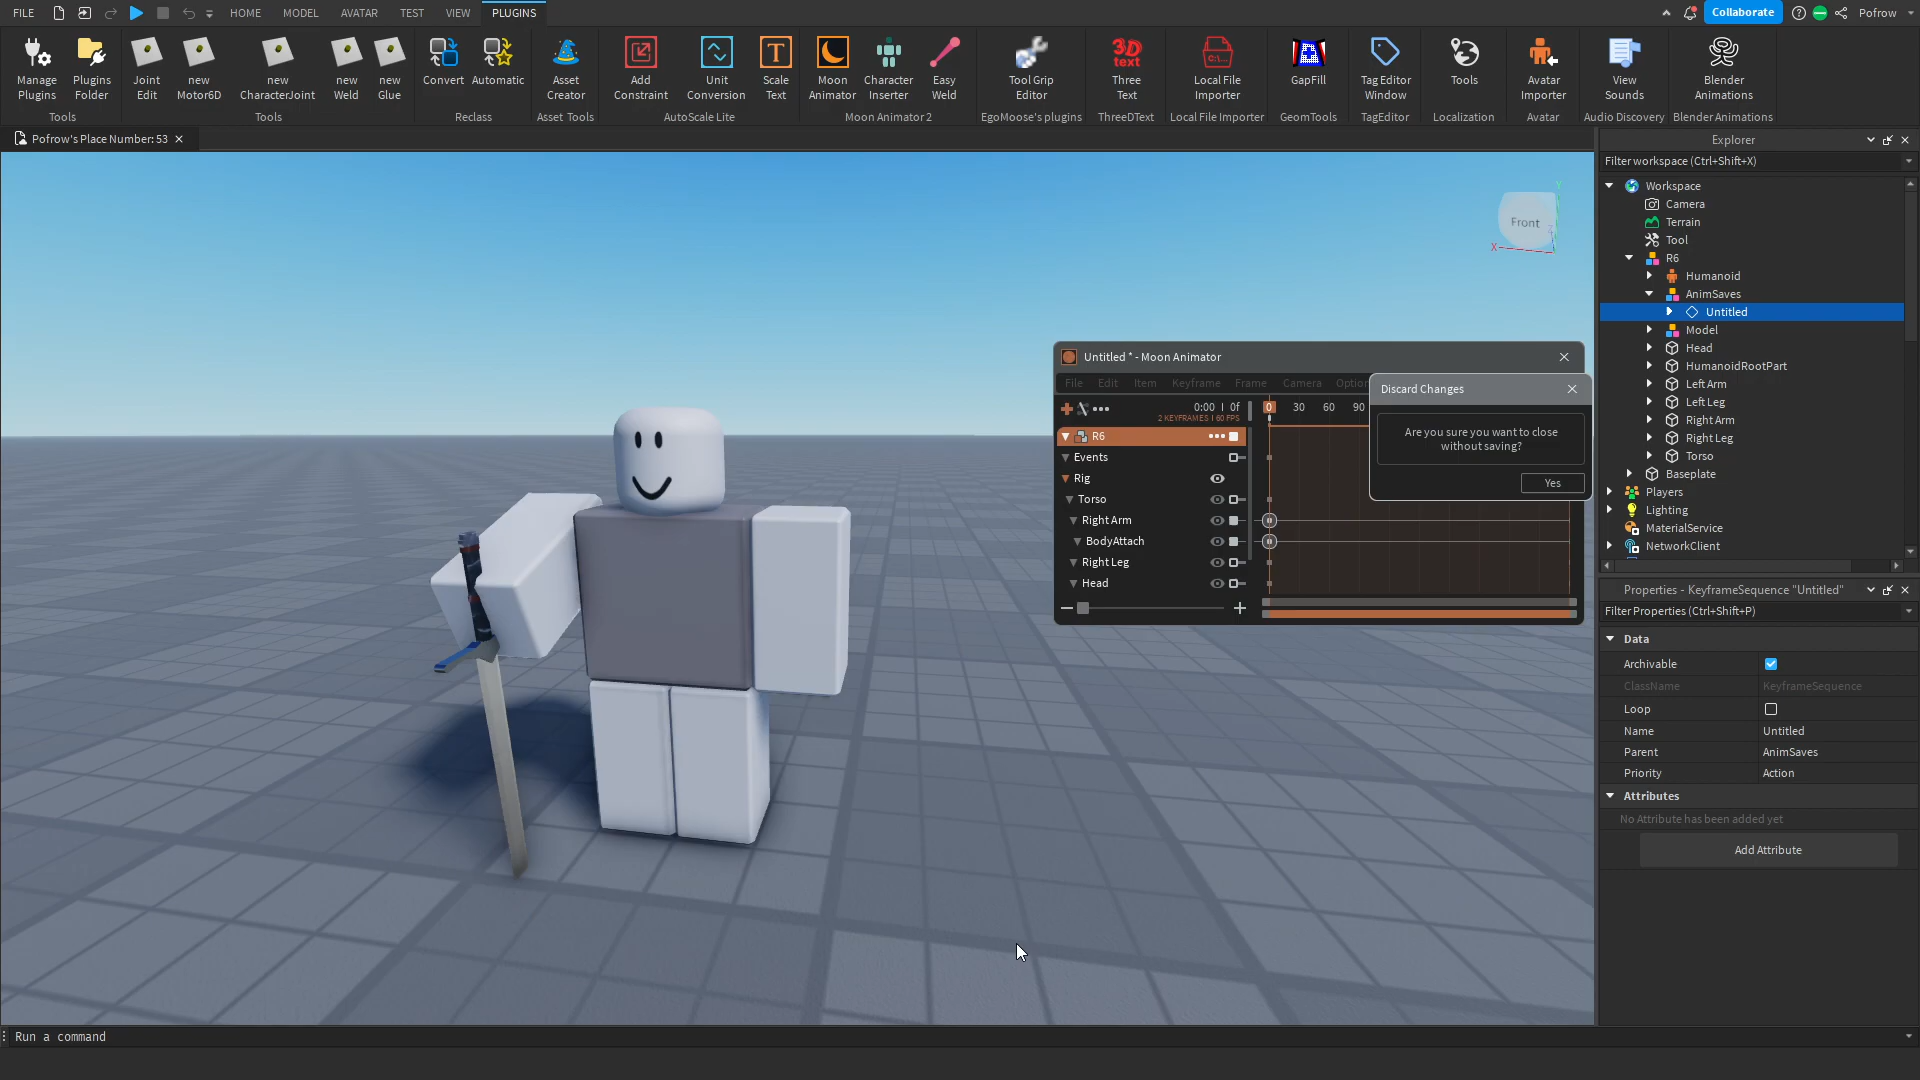 FILE HOME MODEL AVATAR TEST VIEW PLUGINS Collaborate Pofrow
Manage Plugins
Plugins Folder
Joint Edit
new Motor6D
new CharacterJoint
new Weld
new Glue
Convert
Automatic
Asset Creator
Add Constraint
Unit Conversion
Scale Text
Moon Animator
Character Inserter
Easy Weld
Tool Grip Editor
3D text
Three Text
C:\...
Local File Importer
GapFill
Tag Editor Window
Tools
Avatar Importer
View Sounds
Blender Animations
Tools Tools Reclass Asset Tools AutoScale Lite Moon Animator 2 EgoMoose's plugins ThreeDText Local File Importer GeomTools TagEditor Localization Avatar Audio Discovery Blender Animations
Pofrow's Place Number: 53
Front
X
Y
Z
Untitled * - Moon Animator
File Edit Item Keyframe Frame Camera Option
0:00 | 0f
2 KEYFRAMES | 60 FPS
0 30 60 90
R6
Events
Rig
Torso
Right Arm
BodyAttach
Right Leg
Head
Discard Changes
Are you sure you want to close
without saving?
Yes
Explorer
Filter workspace (Ctrl+Shift+X)
Workspace
Camera
Terrain
Tool
R6
Humanoid
AnimSaves
Untitled
Model
Head
HumanoidRootPart
Left Arm
Left Leg
Right Arm
Right Leg
Torso
Baseplate
Players
Lighting
MaterialService
NetworkClient
Properties - KeyframeSequence "Untitled"
Filter Properties (Ctrl+Shift+P)
Data
Archivable
ClassName KeyframeSequence
Loop
Name Untitled
Parent AnimSaves
Priority Action
Attributes
No Attribute has been added yet
Add Attribute
Run a command